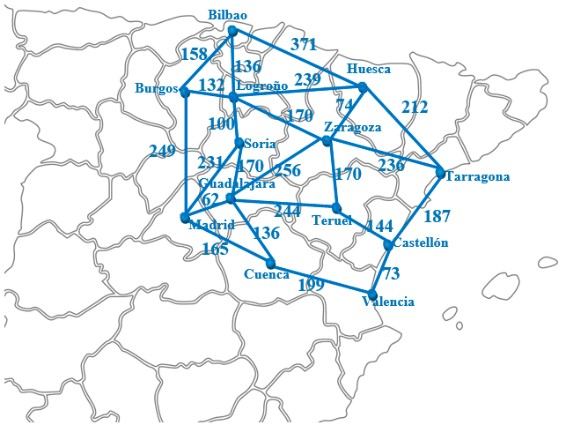 Bilbao
158
371
136
Huesca
Burgos
132
Logroño
239
74
212
100
170
Zaragoza
Soria
249
231
170
256
170
236
Tarragona
Guadalajara
62
244
Teruel
187
Madrid
136
144
Castellón
165
Cuenca
199
73
Valencia